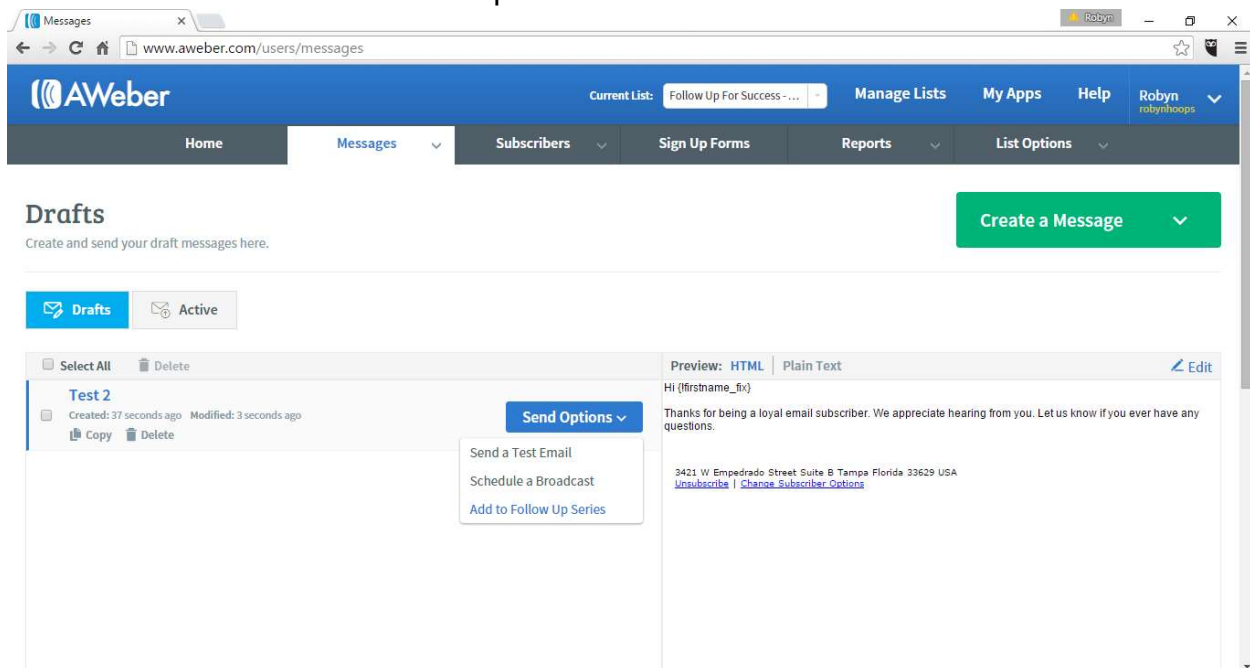 Messages
Robyn
www.aweber.com/users/messages
AWeber
Current List: Follow Up For Success - ...
Manage Lists
My Apps
Help
Robyn
robynhoops
Home
Messages
Subscribers
Sign Up Forms
Reports
List Options
Drafts
Create and send your draft messages here.
Create a Message
Drafts
Active
Select All
Delete
Preview: HTML | Plain Text
Edit
Test 2
Created: 37 seconds ago Modified: 3 seconds ago
Copy
Delete
Send Options
Send a Test Email
Schedule a Broadcast
Add to Follow Up Series
Hi {!firstname_fix}
Thanks for being a loyal email subscriber. We appreciate hearing from you. Let us know if you ever have any
questions.
3421 W Empedrado Street Suite B Tampa Florida 33629 USA
Unsubscribe | Change Subscriber Options